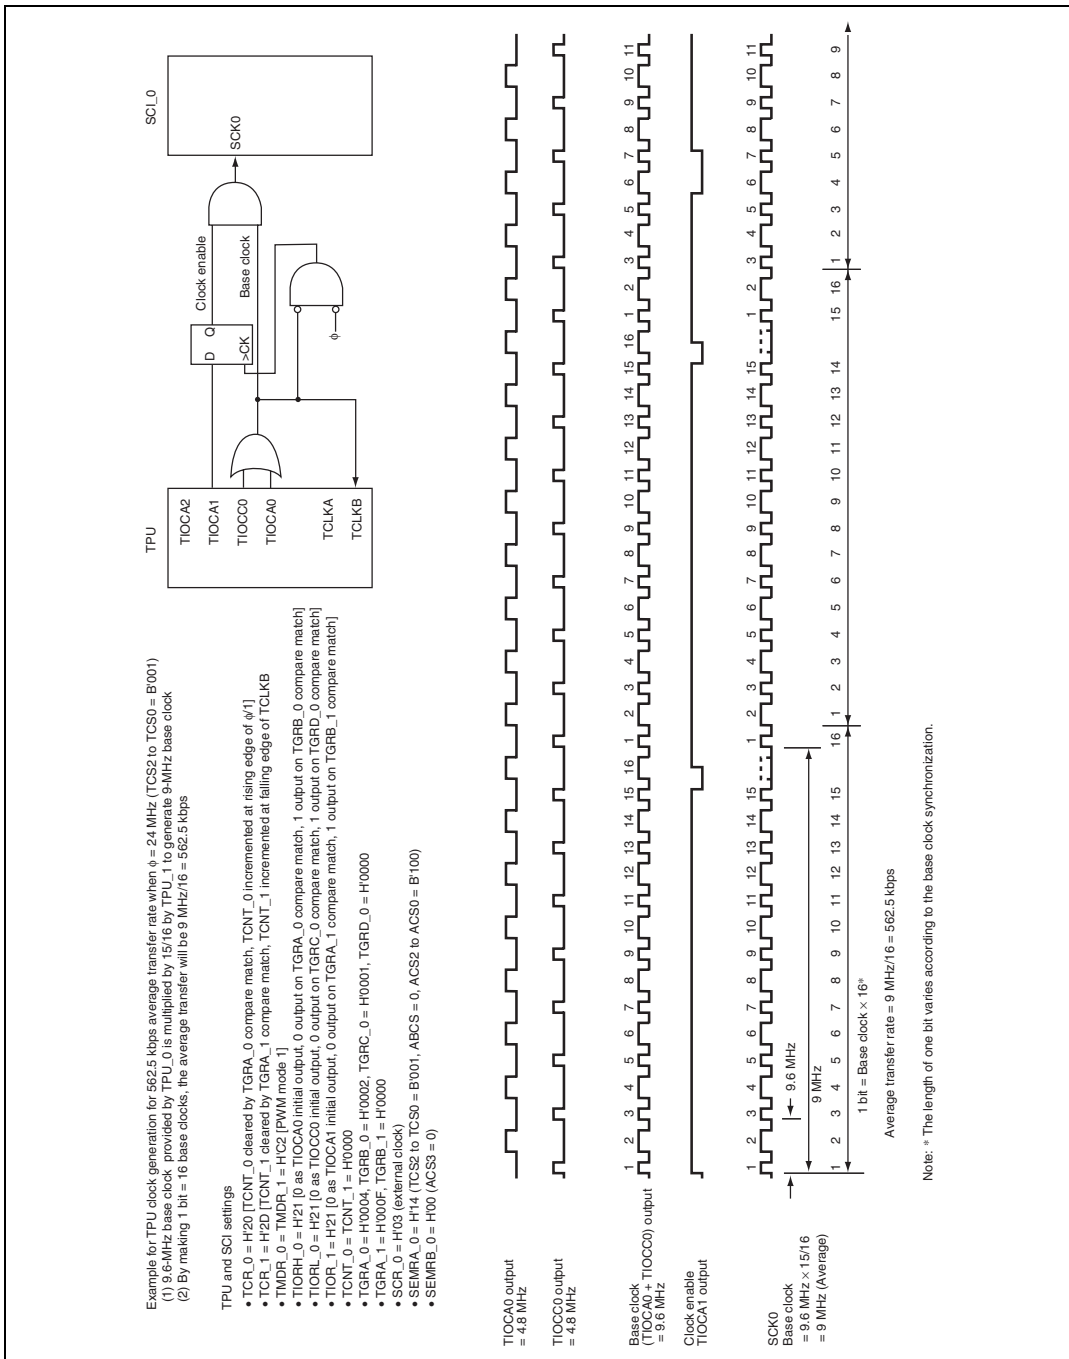 Example for TPU clock generation for 562.5 kbps average transfer rate when φ = 24 MHz (TCS2 to TCS0 = B'001)
(1) 9.6-MHz base clock provided by TPU_0 is multiplied by 15/16 by TPU_1 to generate 9-MHz base clock
(2) By making 1 bit = 16 base clocks, the average transfer will be 9 MHz/16 = 562.5 kbps
TPU and SCI settings
• TCR_0 = H'20 [TCNT_0 cleared by TGRA_0 compare match, TCNT_0 incremented at rising edge of φ/1]
• TCR_1 = H'2D [TCNT_1 cleared by TGRA_1 compare match, TCNT_1 incremented at falling edge of TCLKB
• TMDR_0 = TMDR_1 = H'C2 [PWM mode 1]
• TIORH_0 = H'21 [0 as TIOCA0 initial output, 0 output on TGRA_0 compare match, 1 output on TGRB_0 compare match]
• TIORL_0 = H'21 [0 as TIOCC0 initial output, 0 output on TGRC_0 compare match, 1 output on TGRD_0 compare match]
• TIOR_1 = H'21 [0 as TIOCA1 initial output, 0 output on TGRA_1 compare match, 1 output on TGRB_1 compare match]
• TCNT_0 = TCNT_1 = H'0000
• TGRA_0 = H'0004, TGRB_0 = H'0002, TGRC_0 = H'0001, TGRD_0 = H'0000
• TGRA_1 = H'000F, TGRB_1 = H'0000
• SCR_0 = H'03 (external clock)
• SEMRA_0 = H'14 (TCS2 to TCS0 = B'001, ABCS = 0, ACS2 to ACS0 = B'100)
• SEMRB_0 = H'00 (ACS3 = 0)
TPU
TIOCA2
TIOCA1
TIOCC0
TIOCA0
TCLKA
TCLKB
D Q
>CK
Clock enable
Base clock
φ
SCI_0
SCK0
TIOCA0 output
= 4.8 MHz
TIOCC0 output
= 4.8 MHz
Base clock
(TIOCA0 + TIOCC0) output
= 9.6 MHz
1 2 3 4 5 6 7 8 9 10 11 12 13 14 15 16 1 2 3 4 5 6 7 8 9 10 11 12 13 14 15 16 1 2 3 4 5 6 7 8 9 10 11
Clock enable
TIOCA1 output
SCK0
Base clock
= 9.6 MHz × 15/16
= 9 MHz (Average)
1 2 3 4 5 6 7 8 9 10 11 12 13 14 15 1 2 3 4 5 6 7 8 9 10 11 12 13 14 15 1 2 3 4 5 6 7 8 9 10 11
9.6 MHz
9 MHz
1 2 3 4 5 6 7 8 9 10 11 12 13 14 15 16 1 2 3 4 5 6 7 8 9 10 11 12 13 14 15 16 1 2 3 4 5 6 7 8 9
1 bit = Base clock × 16*
Average transfer rate = 9 MHz/16 = 562.5 kbps
Note: * The length of one bit varies according to the base clock synchronization.